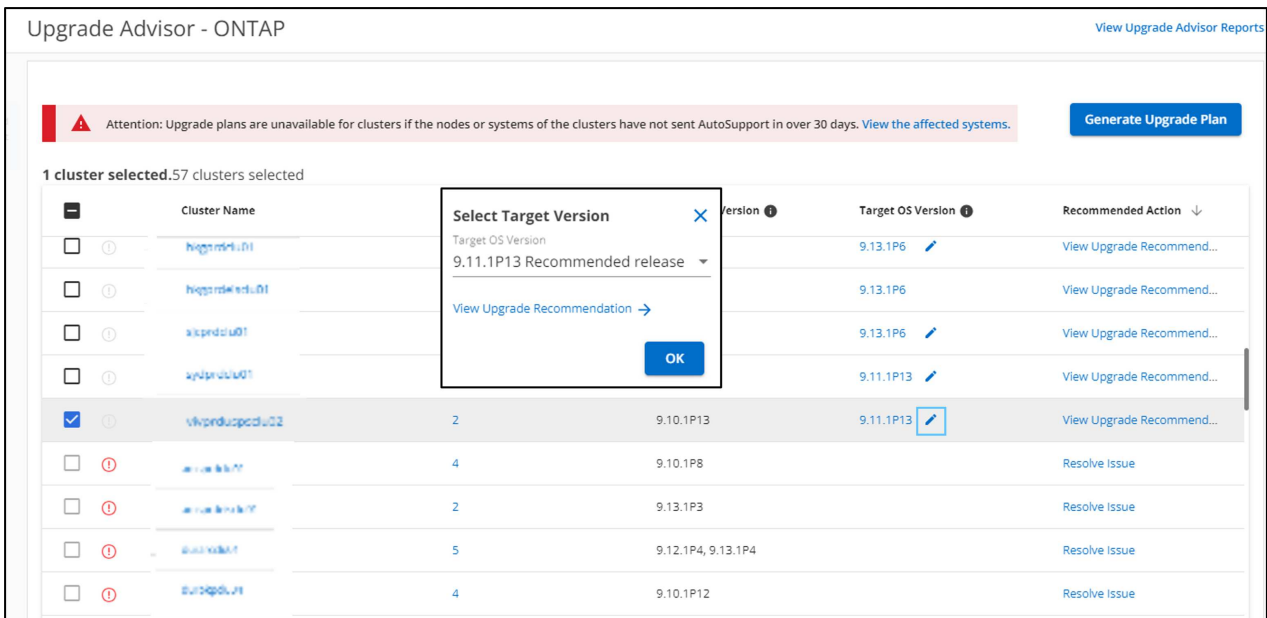 Upgrade Advisor - ONTAP
View Upgrade Advisor Reports
Attention: Upgrade plans are unavailable for clusters if the nodes or systems of the clusters have not sent AutoSupport in over 30 days. View the affected systems.
Generate Upgrade Plan
1 cluster selected.57 clusters selected
Cluster Name
Version
Target OS Version
Recommended Action
Select Target Version
Target OS Version
9.11.1P13 Recommended release
View Upgrade Recommendation
OK
9.13.1P6 View Upgrade Recommend...
9.13.1P6 View Upgrade Recommend...
9.13.1P6 View Upgrade Recommend...
9.11.1P13 View Upgrade Recommend...
2 9.10.1P13 9.11.1P13 View Upgrade Recommend...
4 9.10.1P8 Resolve Issue
2 9.13.1P3 Resolve Issue
5 9.12.1P4, 9.13.1P4 Resolve Issue
4 9.10.1P12 Resolve Issue